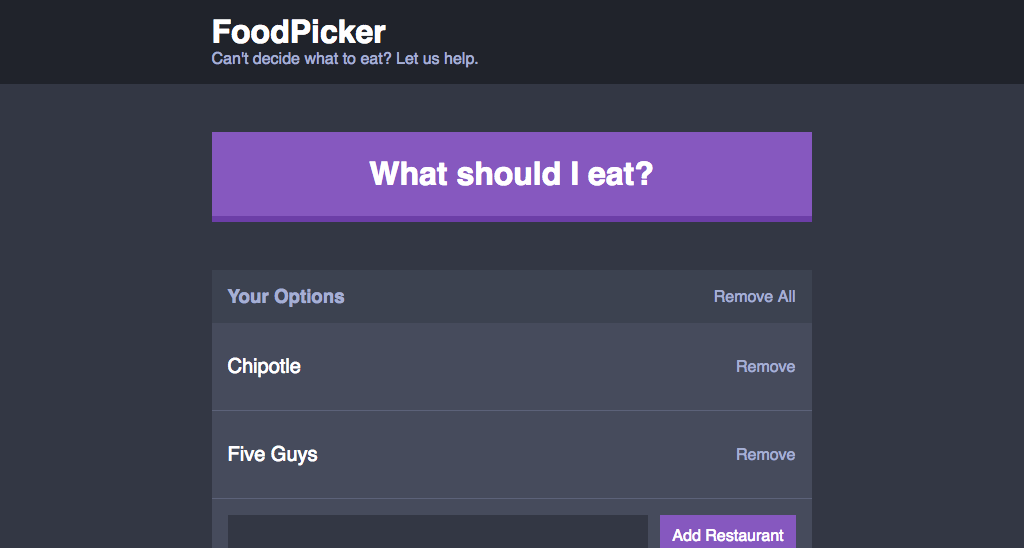 FoodPicker
Can't decide what to eat? Let us help.
What should I eat?
Your Options Remove All
Chipotle Remove
Five Guys Remove
Add Restaurant